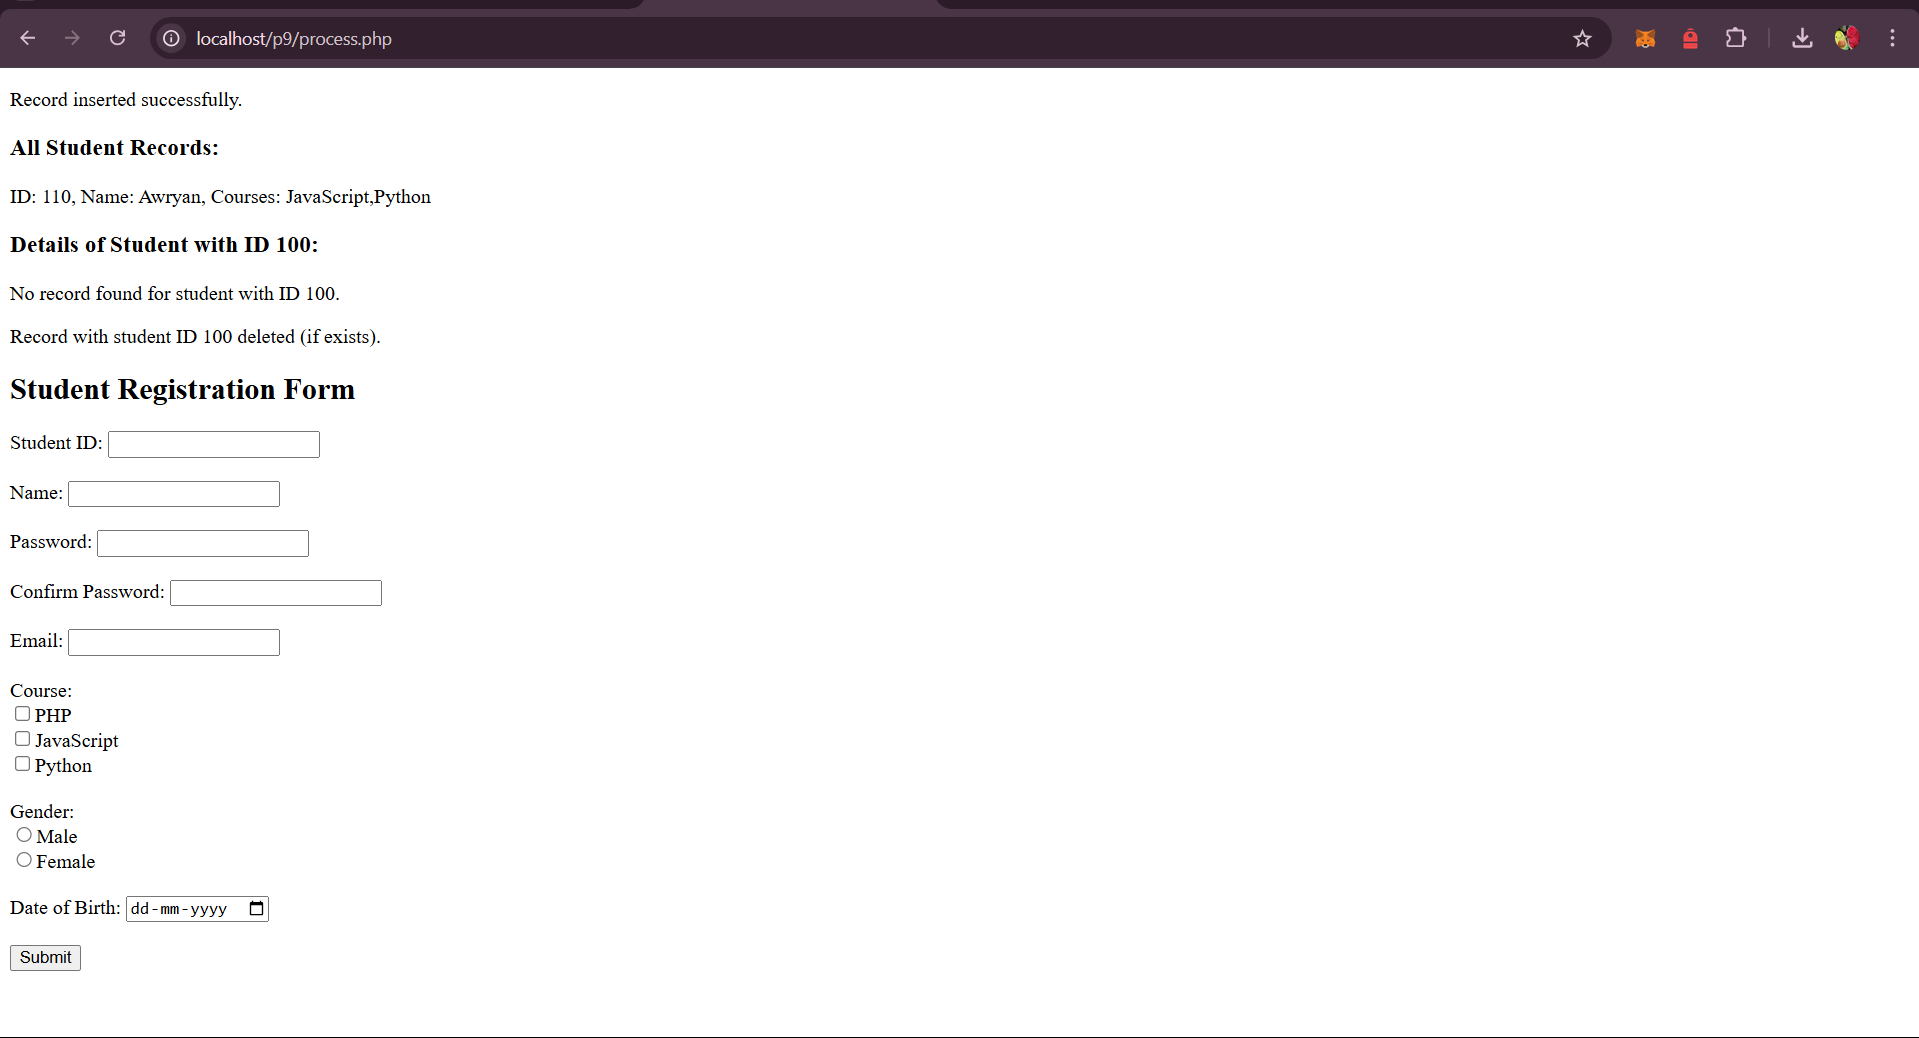 localhost/p9/process.php
Record inserted successfully.
All Student Records:
ID: 110, Name: Awryan, Courses: JavaScript,Python
Details of Student with ID 100:
No record found for student with ID 100.
Record with student ID 100 deleted (if exists).
Student Registration Form
Student ID:
Name:
Password:
Confirm Password:
Email:
Course:
PHP
JavaScript
Python
Gender:
Male
Female
Date of Birth: dd-mm-yyyy
Submit